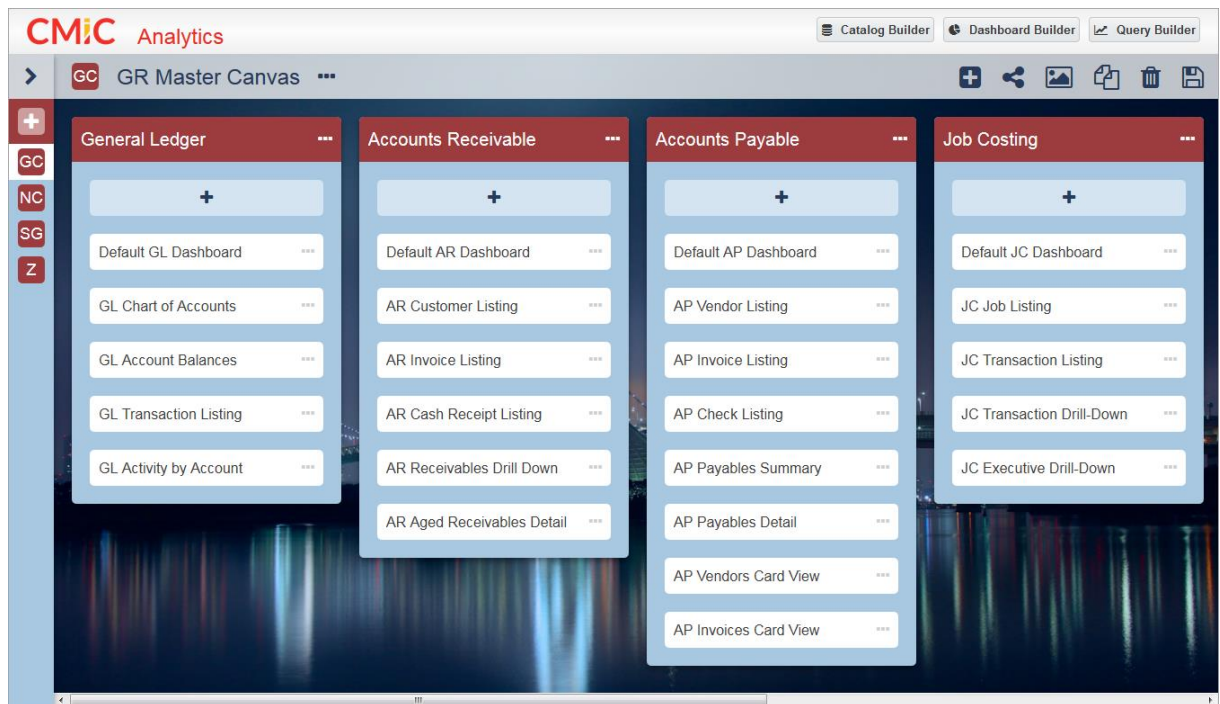 CMiC Analytics
Catalog Builder
Dashboard Builder
Query Builder
GC GR Master Canvas
GC
NC
SG
Z
General Ledger
Default GL Dashboard
GL Chart of Accounts
GL Account Balances
GL Transaction Listing
GL Activity by Account
Accounts Receivable
Default AR Dashboard
AR Customer Listing
AR Invoice Listing
AR Cash Receipt Listing
AR Receivables Drill Down
AR Aged Receivables Detail
Accounts Payable
Default AP Dashboard
AP Vendor Listing
AP Invoice Listing
AP Check Listing
AP Payables Summary
AP Payables Detail
AP Vendors Card View
AP Invoices Card View
Job Costing
Default JC Dashboard
JC Job Listing
JC Transaction Listing
JC Transaction Drill-Down
JC Executive Drill-Down